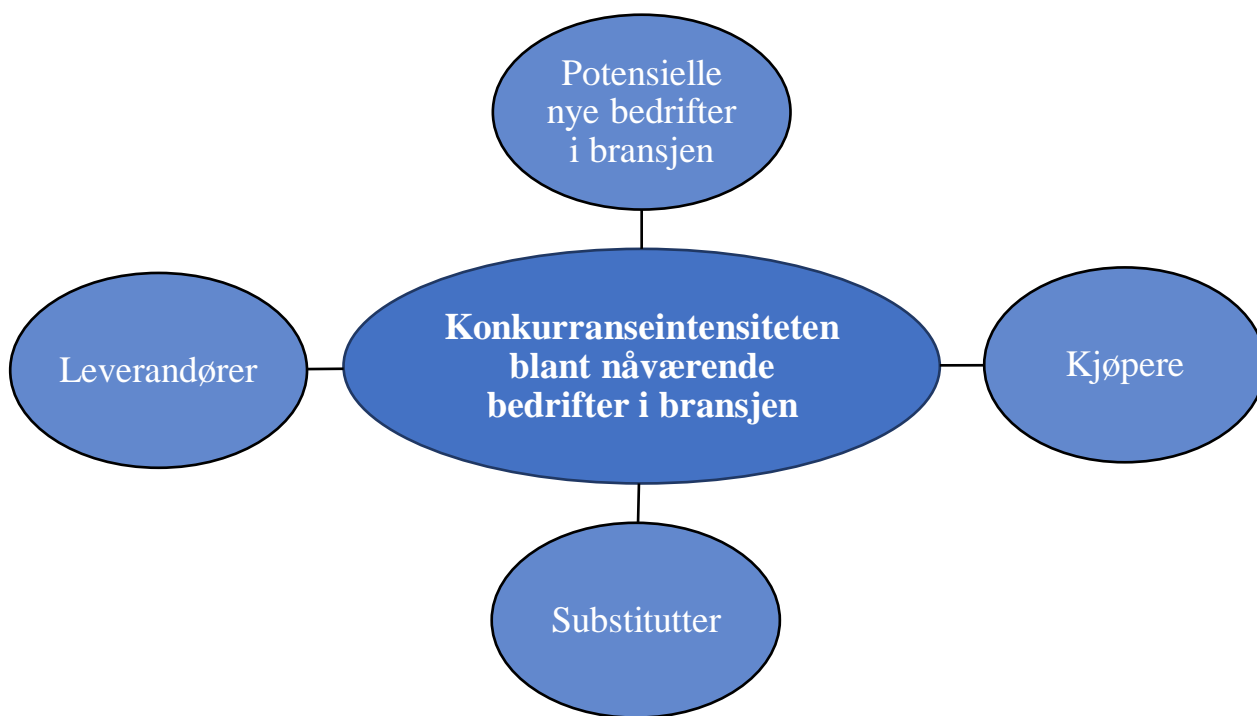 Potensielle
nye bedrifter
i bransjen
Leverandører
Konkurranseintensiteten
blant nåværende
bedrifter i bransjen
Kjøpere
Substitutter